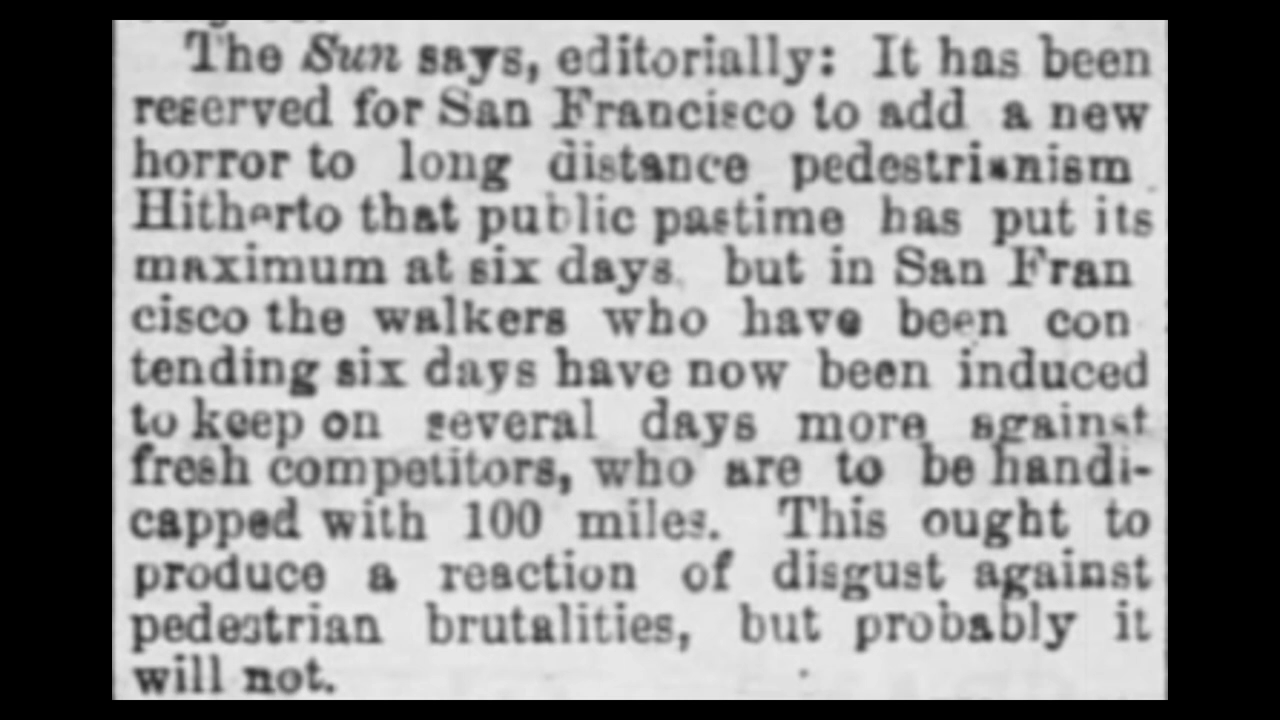 The Sun says, editorially: It has been
reserved for San Francisco to add a new
horror to long distance pedestrianism
Hitherto that public pastime has put its
maximum at six days, but in San Fran
cisco the walkers who have been con
tending six days have now been induced
to keep on several days more against
fresh competitors, who are to be handi-
capped with 100 miles. This ought to
produce a reaction of disgust against
pedestrian brutalities, but probably it
will not.